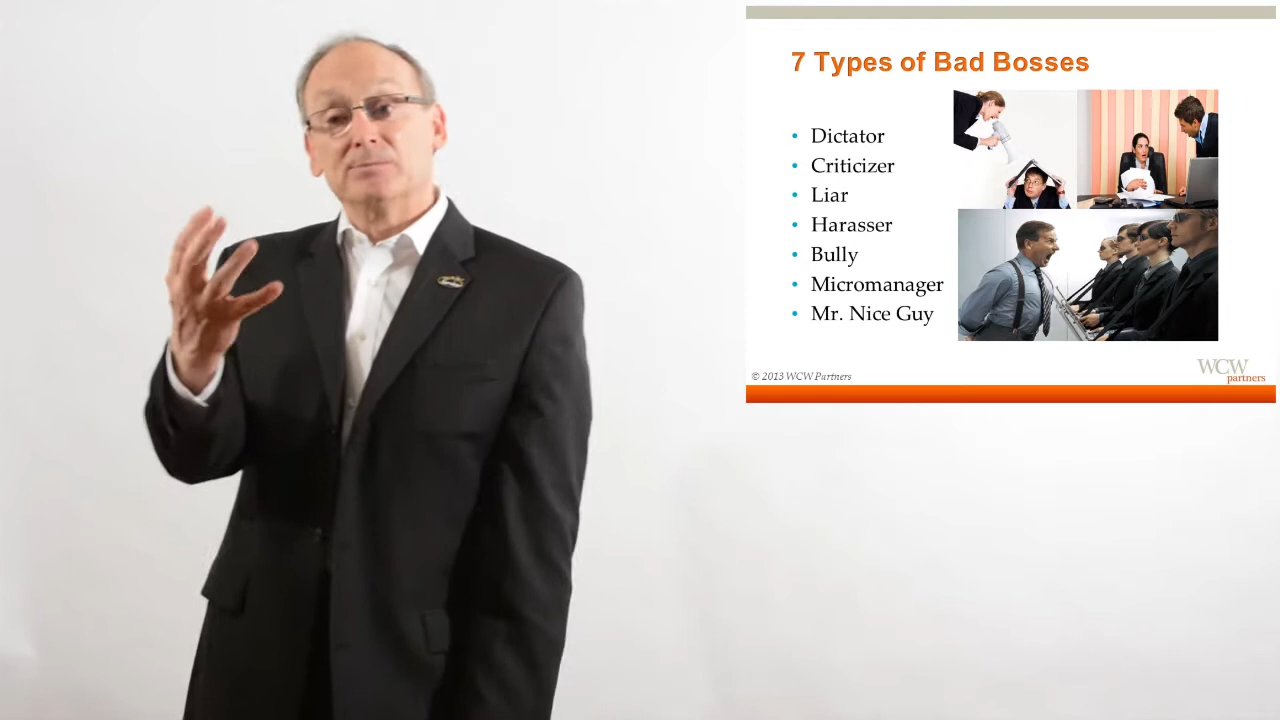 7 Types of Bad Bosses
• Dictator
• Criticizer
• Liar
• Harasser
• Bully
• Micromanager
• Mr. Nice Guy
© 2013 WCW Partners
WCW
partners